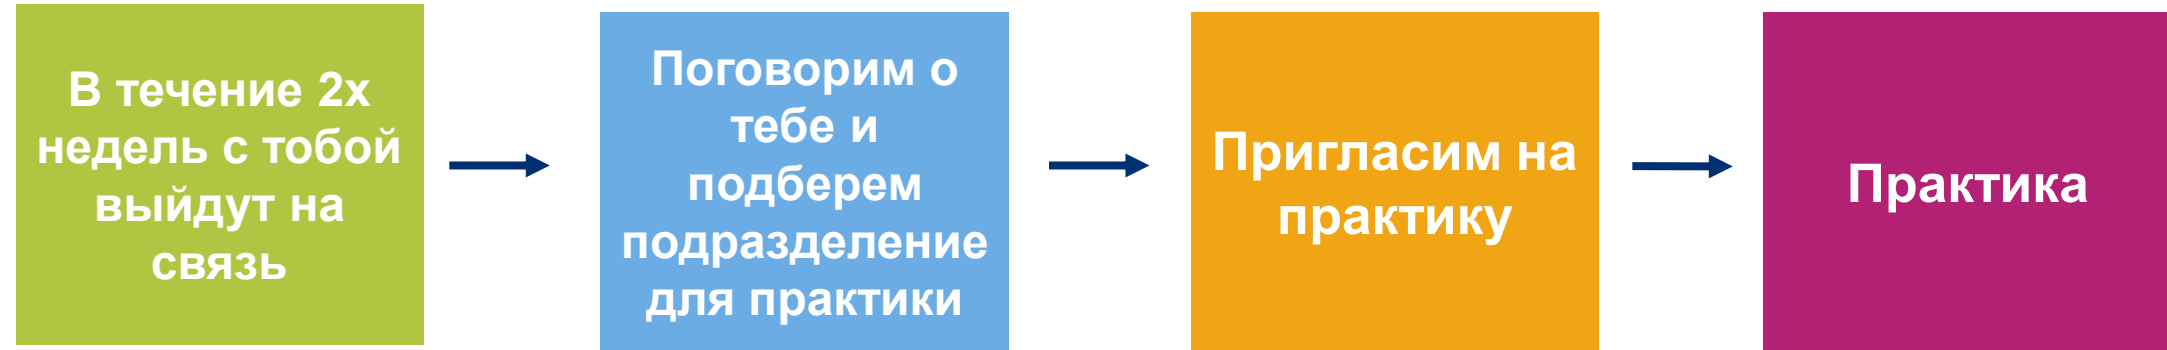 В течение 2х
недель с тобой
выйдут на
связь
Поговорим о
тебе и
подберем
подразделение
для практики
Пригласим на
практику
Практика